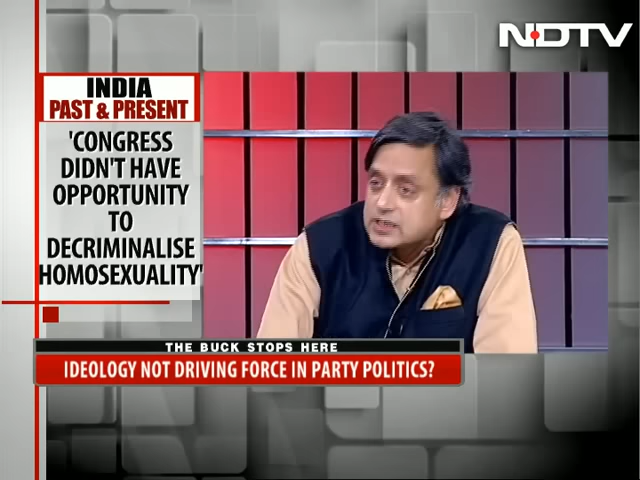 NDTV
INDIA
PAST & PRESENT
'CONGRESS
DIDN'T HAVE
OPPORTUNITY
TO
DECRIMINALISE
HOMOSEXUALITY'
THE BUCK STOPS HERE
IDEOLOGY NOT DRIVING FORCE IN PARTY POLITICS?